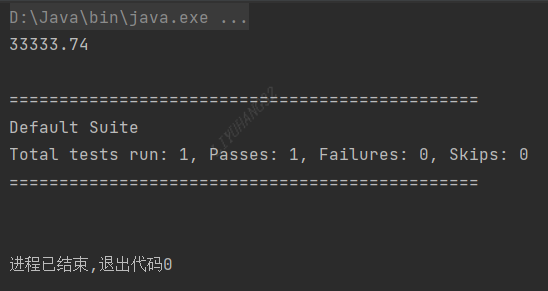 D:\Java\bin\java.exe ...
33333.74
===============================================
Default Suite
Total tests run: 1, Passes: 1, Failures: 0, Skips: 0
===============================================
进程已结束,退出代码0